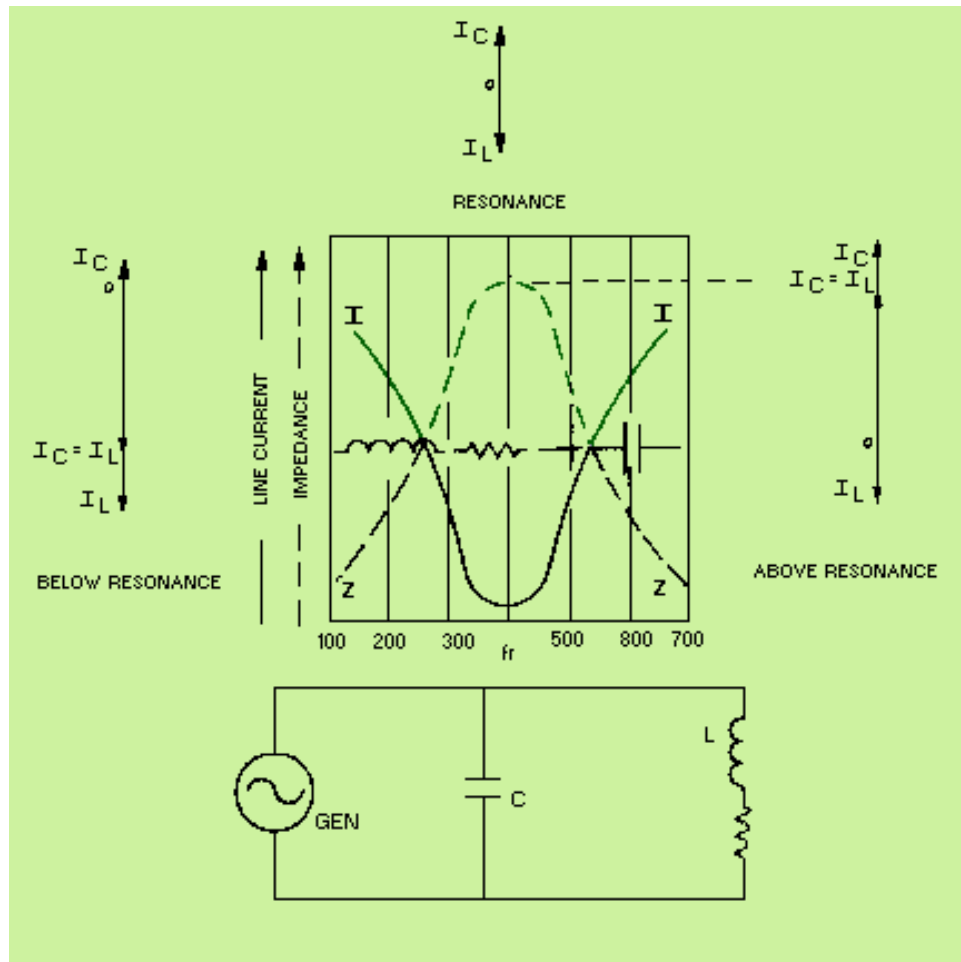 IC
o
IL
RESONANCE
IC
o
IC = IL
IL
BELOW RESONANCE
LINE CURRENT
IMPEDANCE
I
I
Z
Z
100 200 300 fr 500 800 700
IC
IC = IL
o
IL
ABOVE RESONANCE
GEN
C
L